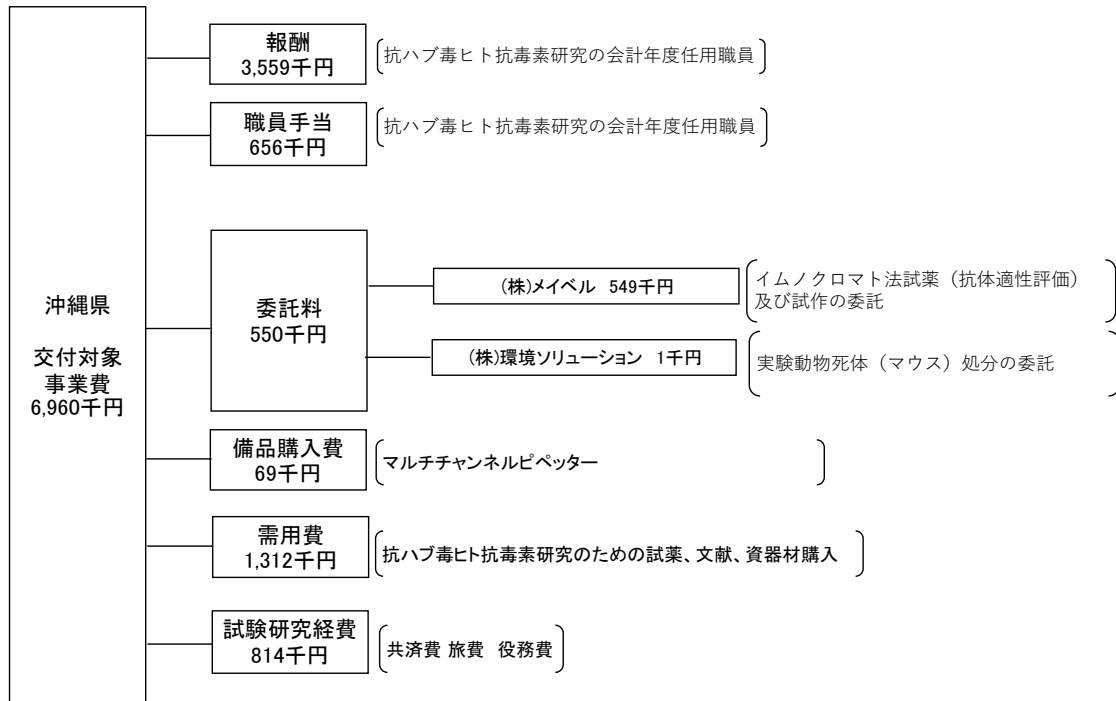 沖縄県
交付対象
事業費
6,960千円
報酬
3,559千円
抗ハブ毒ヒト抗毒素研究の会計年度任用職員
職員手当
656千円
抗ハブ毒ヒト抗毒素研究の会計年度任用職員
委託料
550千円
(株)メイベル 549千円
イムノクロマト法試薬（抗体適性評価）
及び試作の委託
(株)環境ソリューション 1千円
実験動物死体（マウス）処分の委託
備品購入費
69千円
マルチチャンネルピペッター
需用費
1,312千円
抗ハブ毒ヒト抗毒素研究のための試薬、文献、資器材購入
試験研究経費
814千円
共済費 旅費 役務費